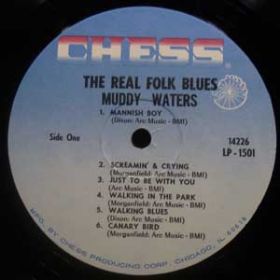 CHESS
THE REAL FOLK BLUES
MUDDY WATERS
1. MANNISH BOY
(Dixon: Arc Music - BMI)
Side One
14226
LP - 1501
2. SCREAMIN' & CRYING
(Morganfield: Arc Music - BMI)
3. JUST TO BE WITH YOU
(Arc Music - BMI)
4. WALKING IN THE PARK
(Morganfield: Arc Music - BMI)
5. WALKING BLUES
(Arc Music - BMI)
6. CANARY BIRD
(Morganfield: Arc Music - BMI)
MFG. BY CHESS PRODUCING CORP. CHICAGO, IL 60616